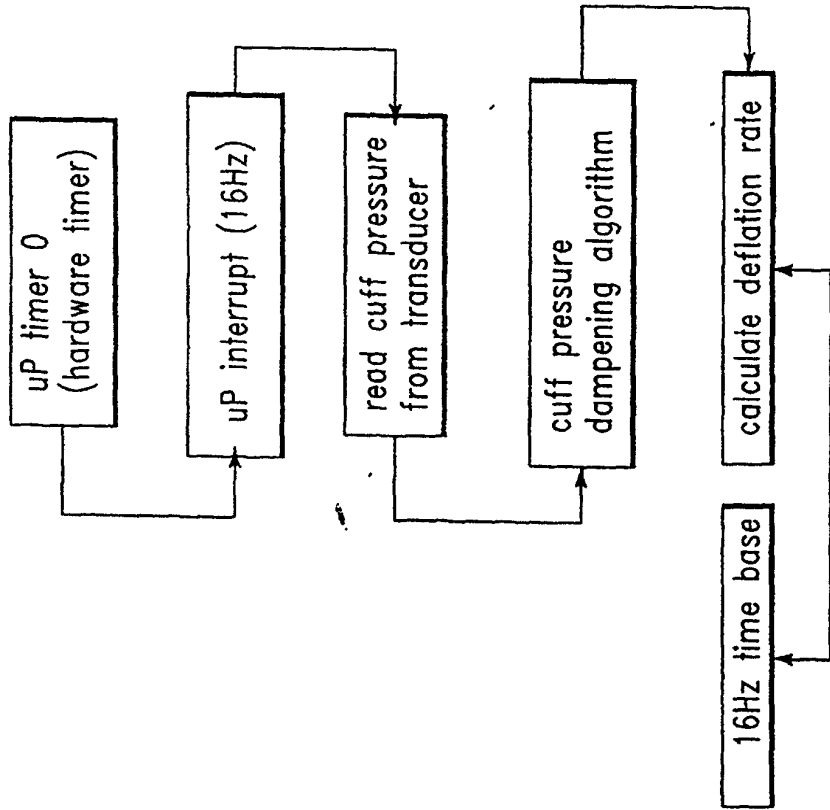 uP timer 0
(hardware timer)
uP interrupt (16Hz)
read cuff pressure
from transducer
cuff pressure
dampening algorithm
calculate deflation rate
16Hz time base